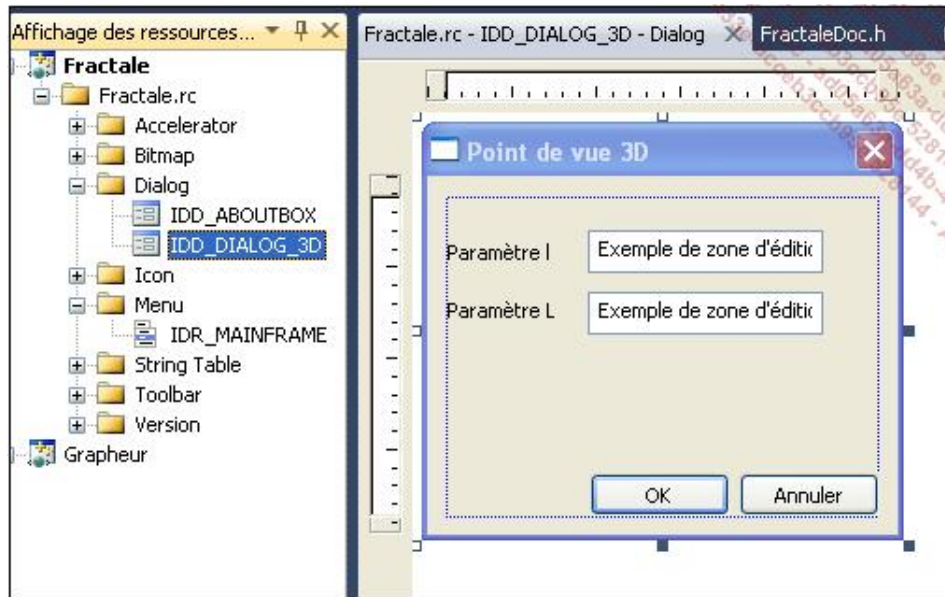 Affichage des ressources...
Fractale
Fractale.rc
Accelerator
Bitmap
Dialog
IDD_ABOUTBOX
IDD_DIALOG_3D
Icon
Menu
IDR_MAINFRAME
String Table
Toolbar
Version
Grapheur
Fractale.rc - IDD_DIALOG_3D - Dialog
FractaleDoc.h
Point de vue 3D
Paramètre l
Exemple de zone d'éditic
Paramètre L
Exemple de zone d'éditic
OK
Annuler